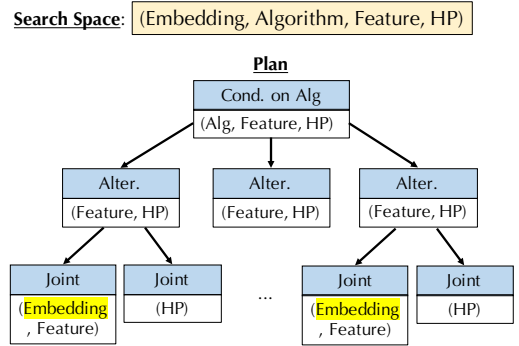 Search Space: (Embedding, Algorithm, Feature, HP)
Plan
Cond. on Alg
(Alg, Feature, HP)
Alter.
(Feature, HP)
Alter.
(Feature, HP)
Alter.
(Feature, HP)
Joint
(Embedding
, Feature)
Joint
(HP)
...
Joint
(Embedding
, Feature)
Joint
(HP)